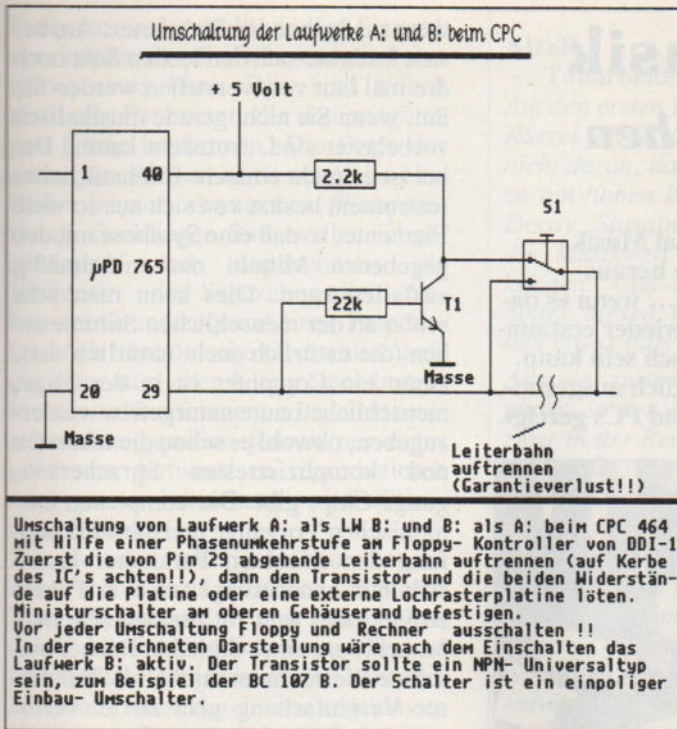 Umschaltung der Laufwerke A: und B: beim CPC
+ 5 Volt
1 40
2.2k
S1
µPD 765
22k
T1
Masse
20 29
Masse
Leiterbahn
auftrennen
(Garantieverlust!!)
Umschaltung von Laufwerk A: als LW B: und B: als A: beim CPC 464
mit Hilfe einer Phasenumkehrstufe am Floppy- Kontroller von DDI-1
Zuerst die von Pin 29 abgehende Leiterbahn auftrennen (auf Kerbe
des IC's achten!!), dann den Transistor und die beiden Widerstän-
de auf die Platine oder eine externe Lochrasterplatine löten.
Miniaturschalter am oberen Gehäuserand befestigen.
Vor jeder Umschaltung Floppy und Rechner ausschalten !!
In der gezeichneten Darstellung wäre nach dem Einschalten das
Laufwerk B: aktiv. Der Transistor sollte ein NPN- Universaltyp
sein, zum Beispiel der BC 107 B. Der Schalter ist ein einpoliger
Einbau- Umschalter.